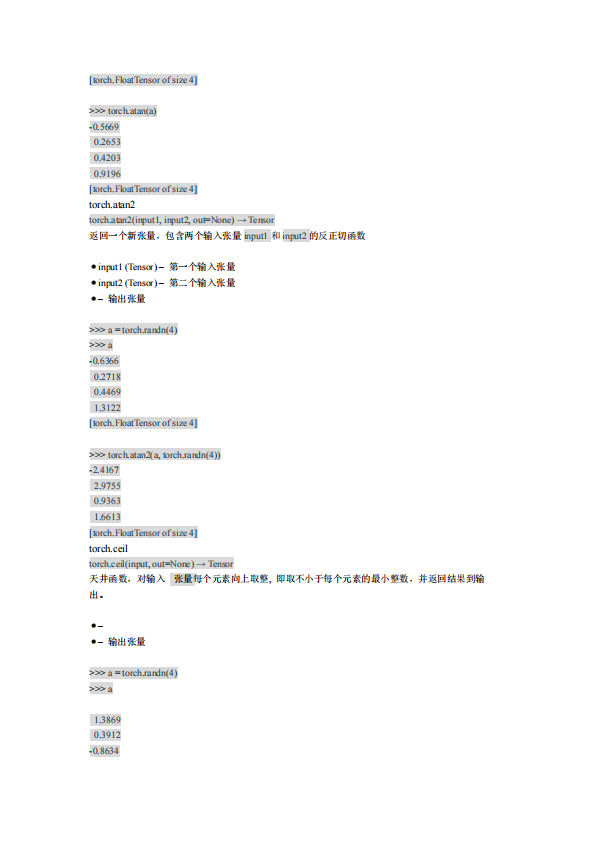 [torch.FloatTensor of size 4]
>>> torch.atan(a)
-0.5669
0.2653
0.4203
0.9196
[torch.FloatTensor of size 4]
torch.atan2
torch.atan2(input1, input2, out=None) → Tensor
返回一个新张量，包含两个输入张量 input1 和 input2 的反正切函数
● input1 (Tensor) – 第一个输入张量
● input2 (Tensor) – 第二个输入张量
● – 输出张量
>>> a = torch.randn(4)
>>> a
-0.6366
0.2718
0.4469
1.3122
[torch.FloatTensor of size 4]
>>> torch.atan2(a, torch.randn(4))
-2.4167
2.9755
0.9363
1.6613
[torch.FloatTensor of size 4]
torch.ceil
torch.ceil(input, out=None) → Tensor
天井函数，对输入 张量每个元素向上取整, 即取不小于每个元素的最小整数，并返回结果到输
出。
● –
● – 输出张量
>>> a = torch.randn(4)
>>> a
1.3869
0.3912
-0.8634